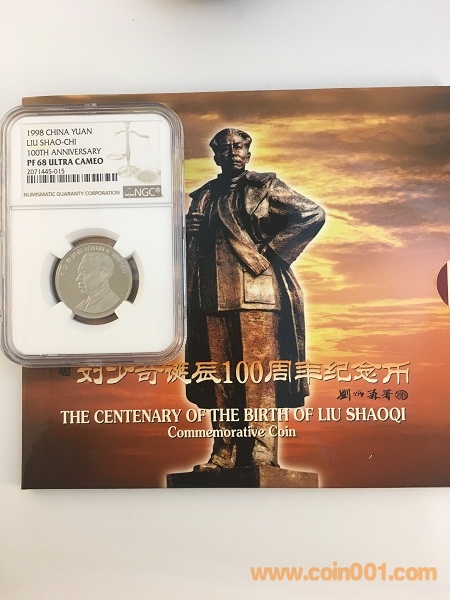 1998 CHINA YUAN
LIU SHAO-CHI
100TH ANNIVERSARY
PF 68 ULTRA CAMEO
2071445-015
NUMISMATIC GUARANTY CORPORATION
NGC
刘少奇诞辰100周年纪念币
THE CENTENARY OF THE BIRTH OF LIU SHAOQI
Commemorative Coin
www.coin001.com